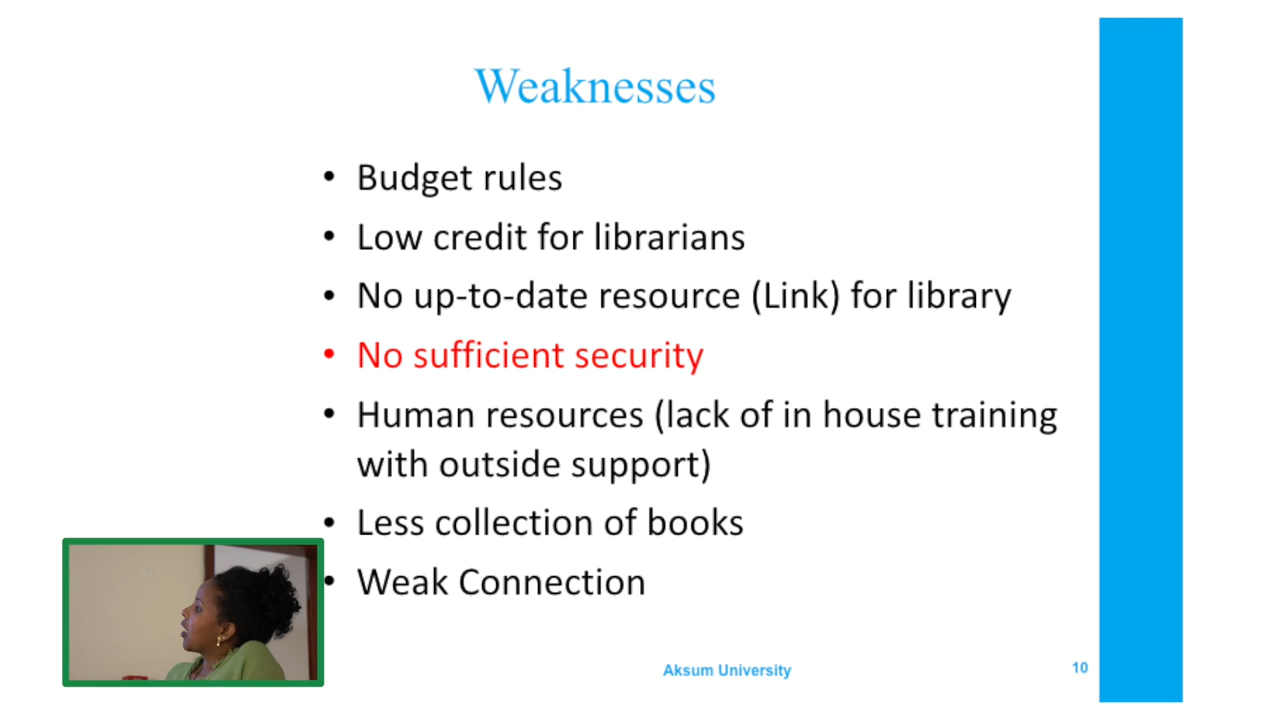 Weaknesses
• Budget rules
• Low credit for librarians
• No up-to-date resource (Link) for library
• No sufficient security
• Human resources (lack of in house training
with outside support)
• Less collection of books
• Weak Connection
Aksum University
10